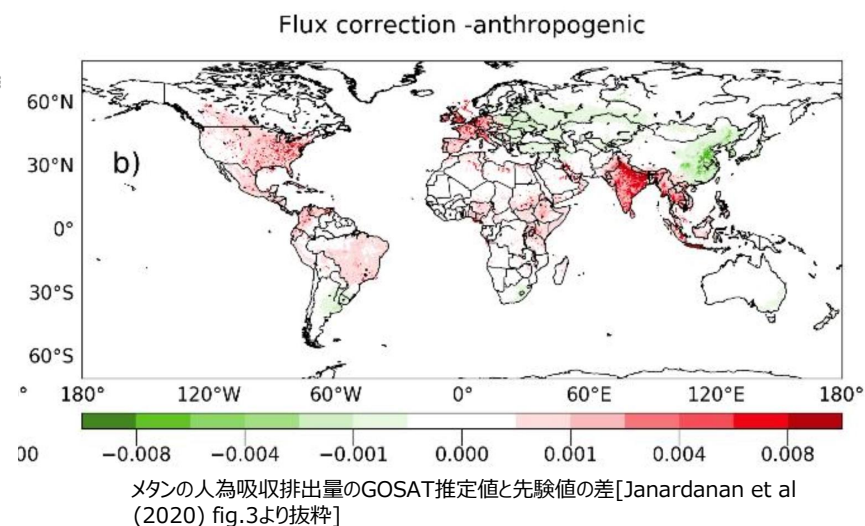 Flux correction -anthropogenic
60°N
b)
30°N
0°
30°S
60°S
° 180° 120°W 60°W 0° 60°E 120°E 180°
00 −0.008 −0.004 −0.001 0.000 0.001 0.004 0.008
メタンの人為吸収排出量のGOSAT推定値と先験値の差[Janardanan et al
(2020) fig.3より抜粋]